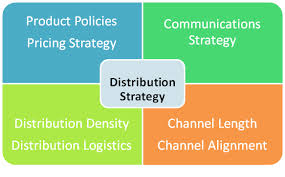 Product Policies
Pricing Strategy
Communications
Strategy
Distribution
Strategy
Distribution Density
Distribution Logistics
Channel Length
Channel Alignment